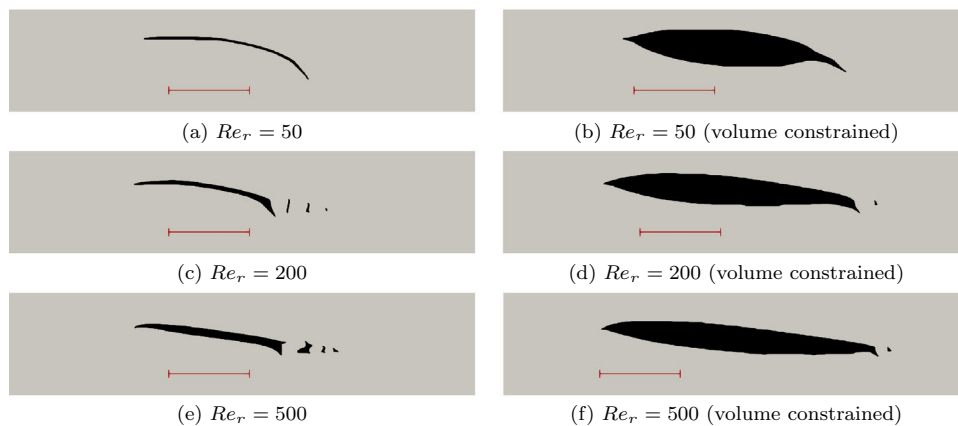 (a) Re_r = 50
(b) Re_r = 50 (volume constrained)
(c) Re_r = 200
(d) Re_r = 200 (volume constrained)
(e) Re_r = 500
(f) Re_r = 500 (volume constrained)